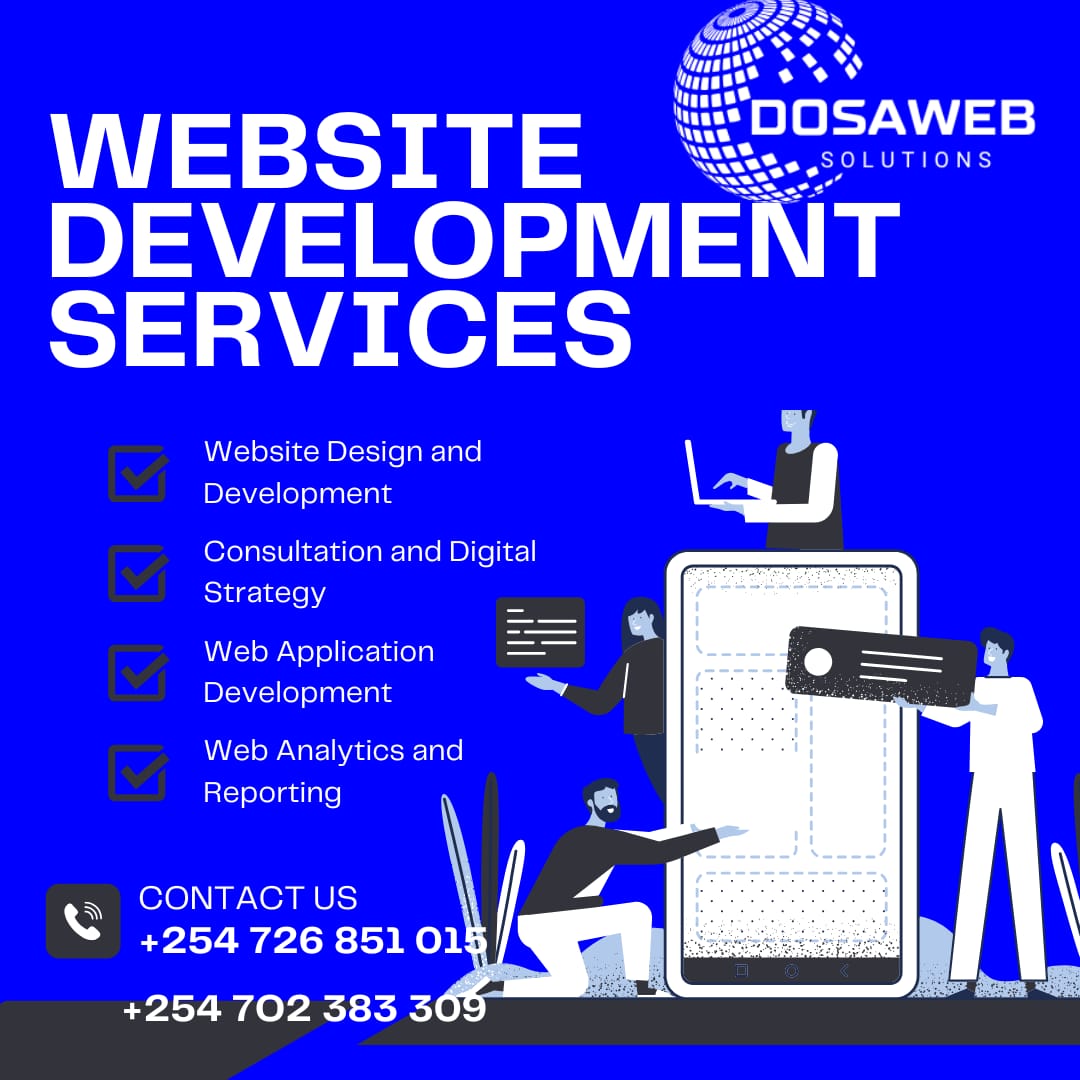 DOSAWEB
SOLUTIONS
WEBSITE
DEVELOPMENT
SERVICES
Website Design and
Development
Consultation and Digital
Strategy
Web Application
Development
Web Analytics and
Reporting
CONTACT US
+254 726 851 015
+254 702 383 309